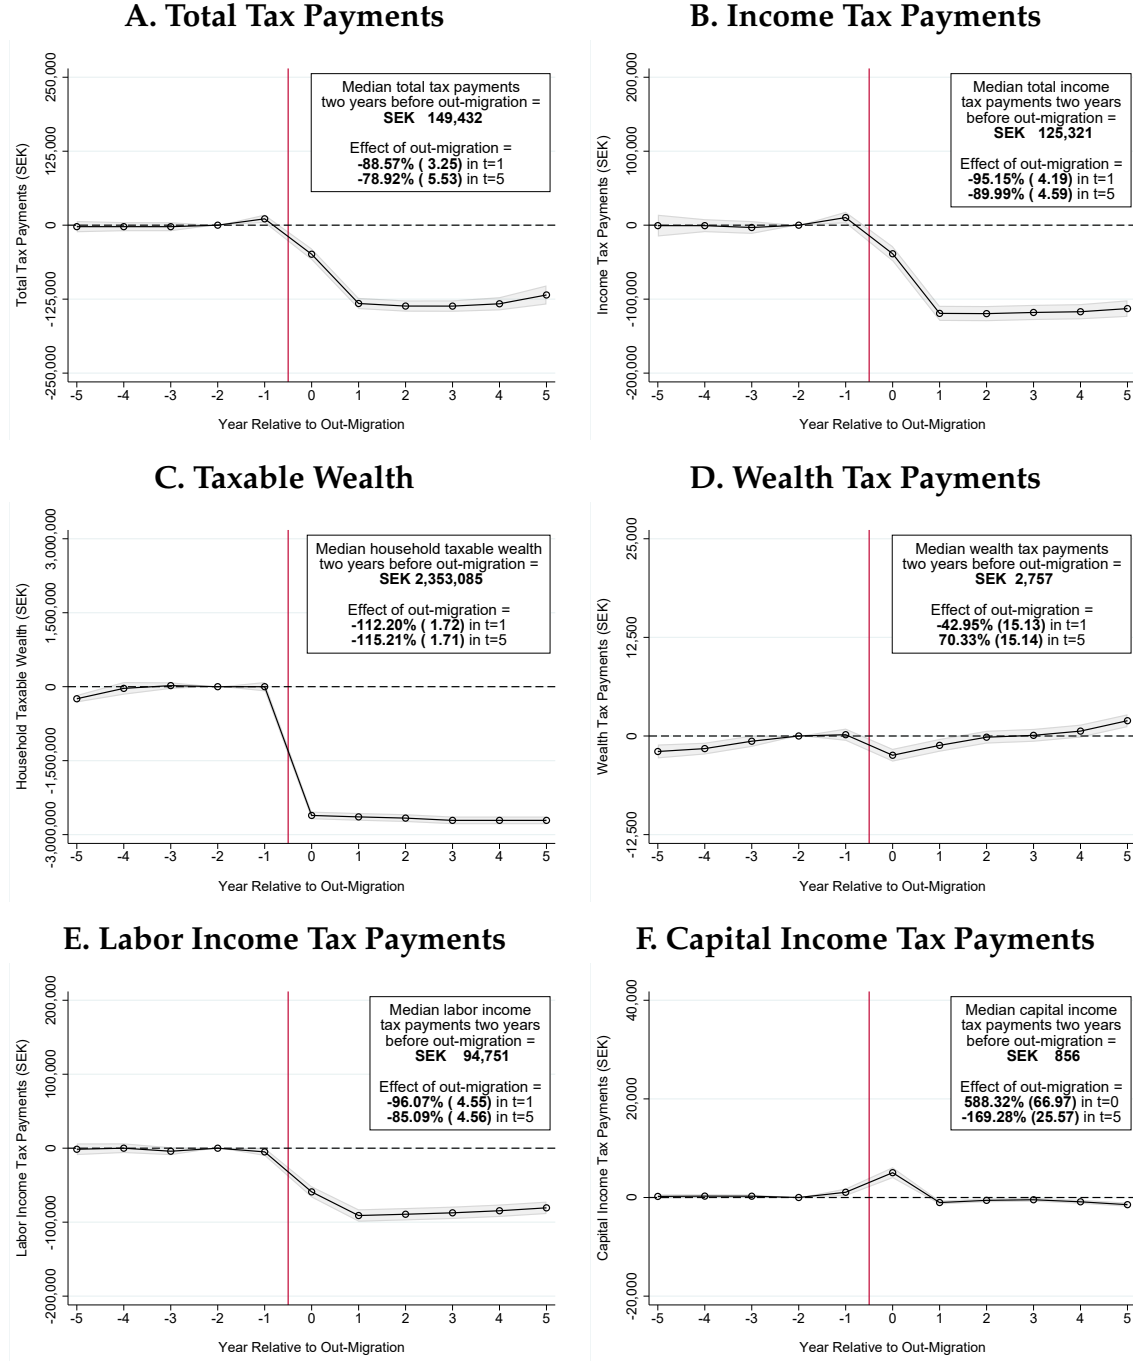 A. Total Tax Payments
Total Tax Payments (SEK)
250,000
125,000
0
-125,000
-250,000
Median total tax payments
two years before out-migration =
SEK 149,432
Effect of out-migration =
-88.57% ( 3.25) in t=1
-78.92% ( 5.53) in t=5
-5 -4 -3 -2 -1 0 1 2 3 4 5
Year Relative to Out-Migration
B. Income Tax Payments
Income Tax Payments (SEK)
200,000
100,000
0
-100,000
-200,000
Median total income
tax payments two years
before out-migration =
SEK 125,321
Effect of out-migration =
-95.15% ( 4.19) in t=1
-89.99% ( 4.59) in t=5
-5 -4 -3 -2 -1 0 1 2 3 4 5
Year Relative to Out-Migration
C. Taxable Wealth
Household Taxable Wealth (SEK)
3,000,000
1,500,000
0
-1,500,000
-3,000,000
Median household taxable wealth
two years before out-migration =
SEK 2,353,085
Effect of out-migration =
-112.20% ( 1.72) in t=1
-115.21% ( 1.71) in t=5
-5 -4 -3 -2 -1 0 1 2 3 4 5
Year Relative to Out-Migration
D. Wealth Tax Payments
Wealth Tax Payments (SEK)
25,000
12,500
0
-12,500
Median wealth tax payments
two years before out-migration =
SEK 2,757
Effect of out-migration =
-42.95% (15.13) in t=1
70.33% (15.14) in t=5
-5 -4 -3 -2 -1 0 1 2 3 4 5
Year Relative to Out-Migration
E. Labor Income Tax Payments
Labor Income Tax Payments (SEK)
200,000
100,000
0
-100,000
-200,000
Median labor income
tax payments two years
before out-migration =
SEK 94,751
Effect of out-migration =
-96.07% ( 4.55) in t=1
-85.09% ( 4.56) in t=5
-5 -4 -3 -2 -1 0 1 2 3 4 5
Year Relative to Out-Migration
F. Capital Income Tax Payments
Capital Income Tax Payments (SEK)
40,000
20,000
0
-20,000
Median capital income
tax payments two years
before out-migration =
SEK 856
Effect of out-migration =
588.32% (66.97) in t=0
-169.28% (25.57) in t=5
-5 -4 -3 -2 -1 0 1 2 3 4 5
Year Relative to Out-Migration